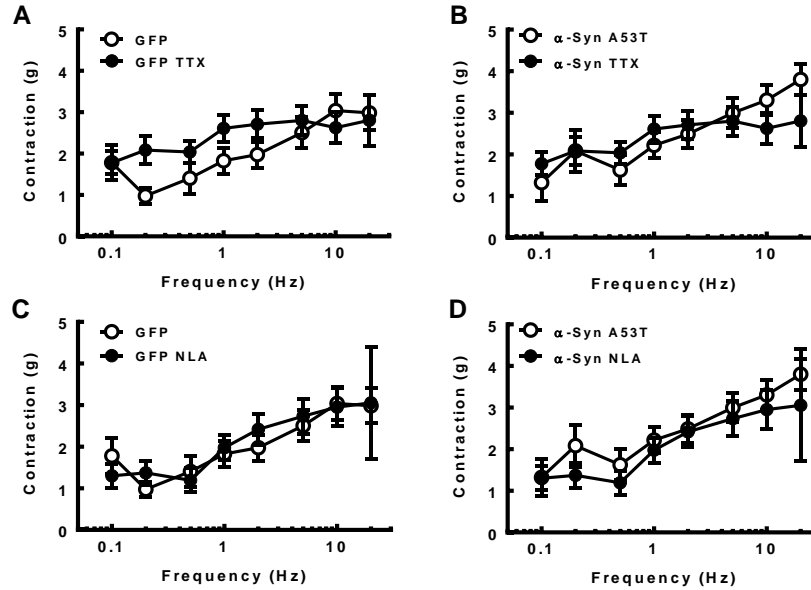 A
GFP
GFP TTX
5
4
3
2
1
0
Contraction (g)
0.1
1
10
Frequency (Hz)
B
α-Syn A53T
α-Syn TTX
5
4
3
2
1
0
Contraction (g)
0.1
1
10
Frequency (Hz)
C
GFP
GFP NLA
5
4
3
2
1
0
Contraction (g)
0.1
1
10
Frequency (Hz)
D
α-Syn A53T
α-Syn NLA
5
4
3
2
1
0
Contraction (g)
0.1
1
10
Frequency (Hz)